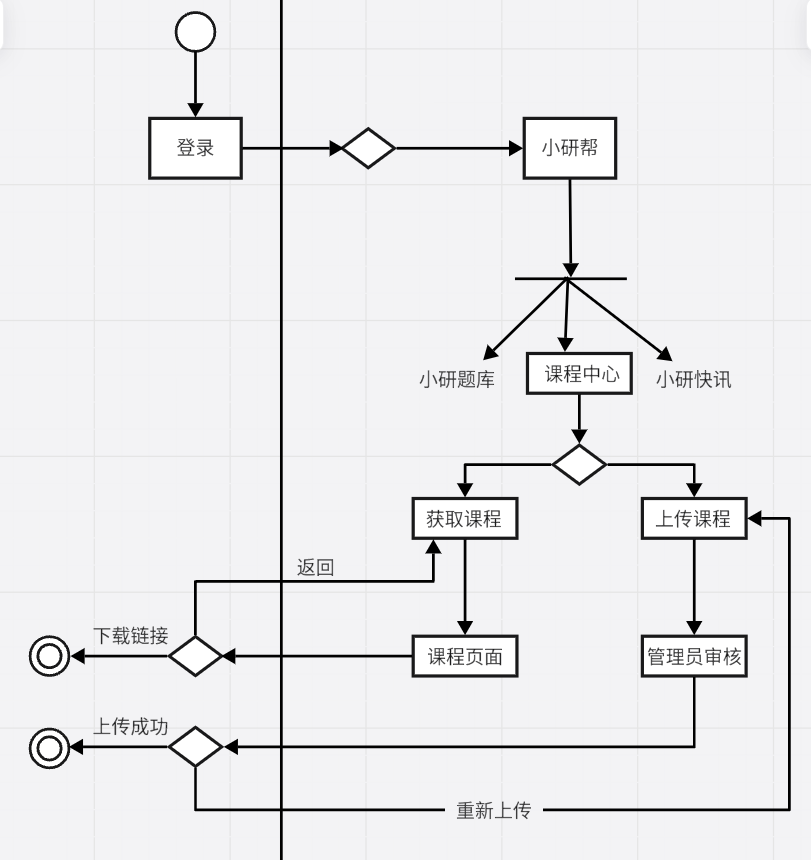 登录
小研帮
小研题库
课程中心
小研快讯
获取课程
上传课程
返回
下载链接
课程页面
管理员审核
上传成功
重新上传